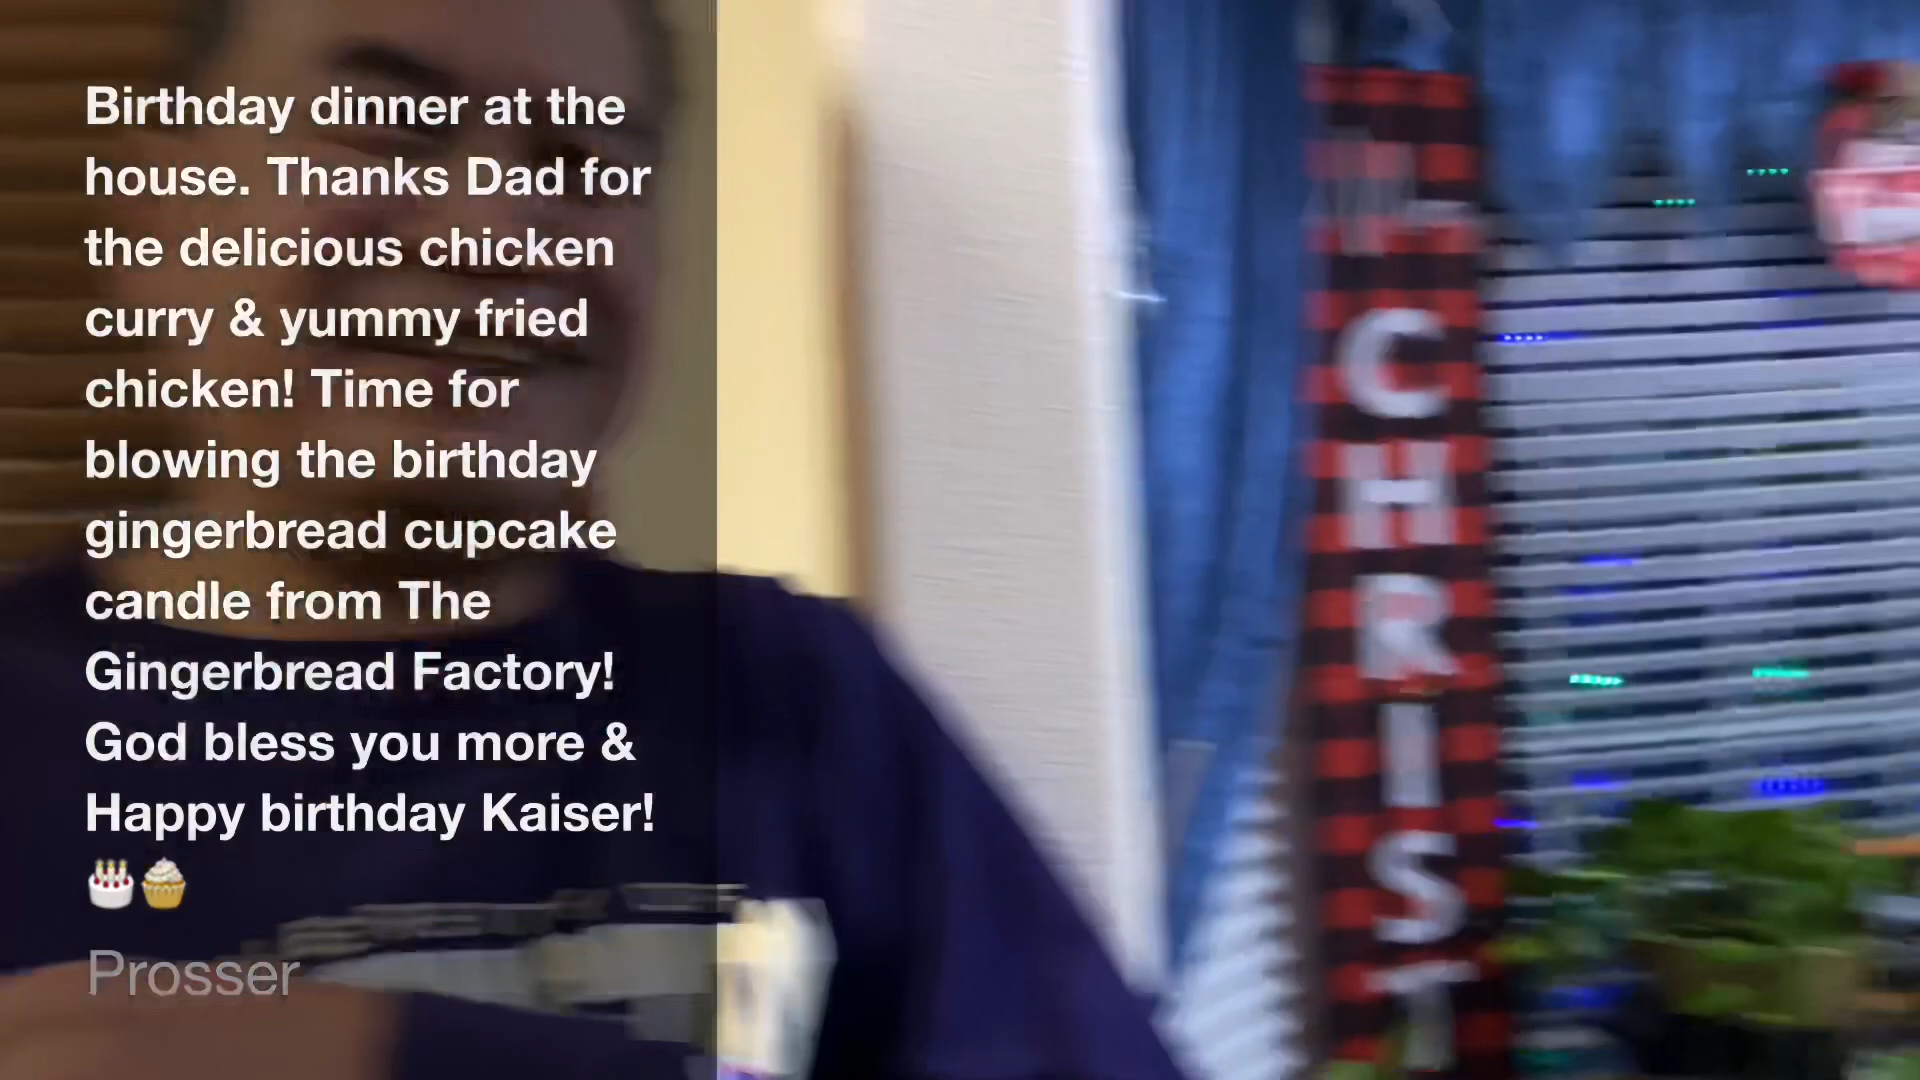 Birthday dinner at the
house. Thanks Dad for
the delicious chicken
curry & yummy fried
chicken! Time for
blowing the birthday
gingerbread cupcake
candle from The
Gingerbread Factory!
God bless you more &
Happy birthday Kaiser!
🎂🧁
Prosser
CHRIST